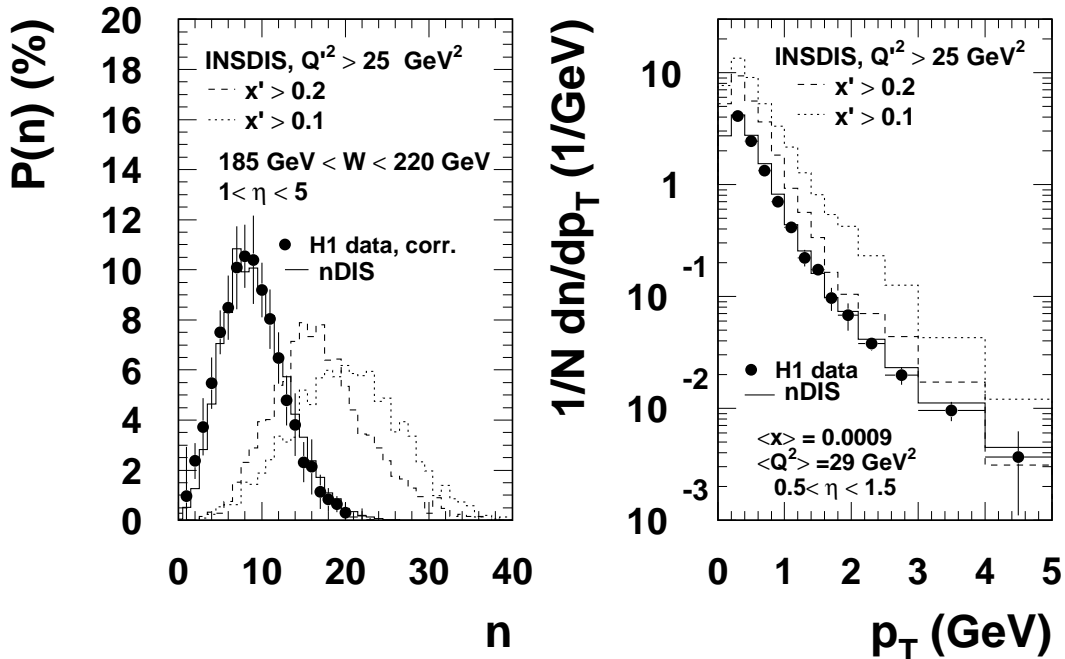 P(n) (%)
20
18
16
14
12
10
8
6
4
2
0
INSDIS, Q'² > 25 GeV²
x' > 0.2
x' > 0.1
185 GeV < W < 220 GeV
1< η < 5
H1 data, corr.
nDIS
0 10 20 30 40
n
1/N dn/dp_T (1/GeV)
10
1
-1
10
-2
10
-3
10
INSDIS, Q'² > 25 GeV²
x' > 0.2
x' > 0.1
H1 data
nDIS
<x> = 0.0009
<Q²> =29 GeV²
0.5< η < 1.5
0 1 2 3 4 5
p_T (GeV)